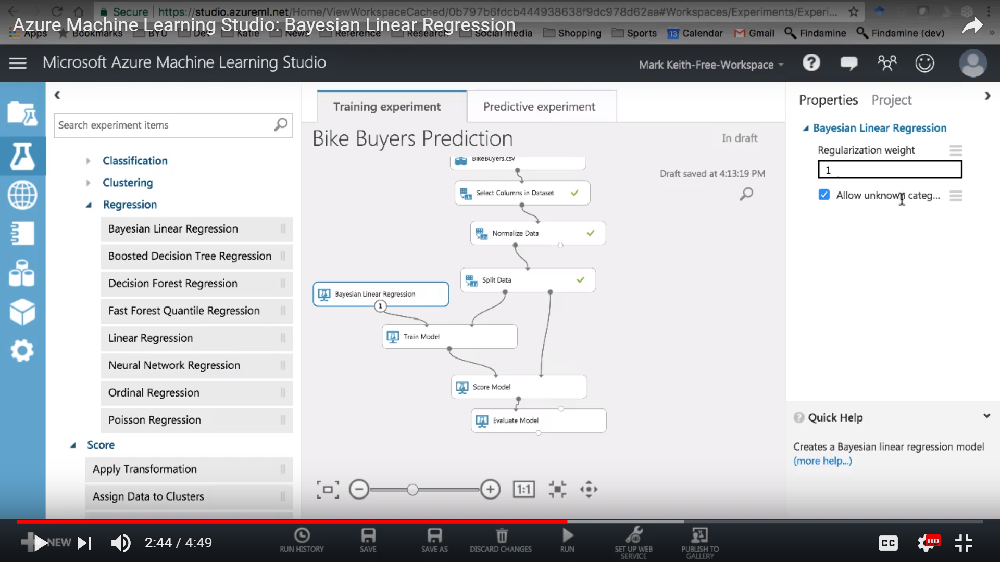 Secure https://studio.azureml.net/Home/ViewWorkspaceCached/0b797b6fdcb444938638f9dc978d62aa#Workspaces/Experiments/Experi...
Azure Machine Learning Studio: Bayesian Linear Regression
Apps Bookmarks BYU Dev Katie News Reference Research Social media Shopping Sports 13 Calendar Gmail Findamine Findamine (dev) »
Microsoft Azure Machine Learning Studio
Mark Keith-Free-Workspace
Search experiment items
Classification
Clustering
Regression
Bayesian Linear Regression
Boosted Decision Tree Regression
Decision Forest Regression
Fast Forest Quantile Regression
Linear Regression
Neural Network Regression
Ordinal Regression
Poisson Regression
Score
Apply Transformation
Assign Data to Clusters
Training experiment
Predictive experiment
Bike Buyers Prediction
In draft
Draft saved at 4:13:19 PM
BikeBuyers.csv
Select Columns in Dataset
Normalize Data
Split Data
Bayesian Linear Regression
1
Train Model
Score Model
Evaluate Model
1:1
Properties
Project
Bayesian Linear Regression
Regularization weight
1
Allow unknown categ...
Quick Help
Creates a Bayesian linear regression model
(more help...)
NEW
2:44 / 4:49
RUN HISTORY
SAVE
SAVE AS
DISCARD CHANGES
RUN
SET UP WEB
SERVICE
PUBLISH TO
GALLERY
CC
HD